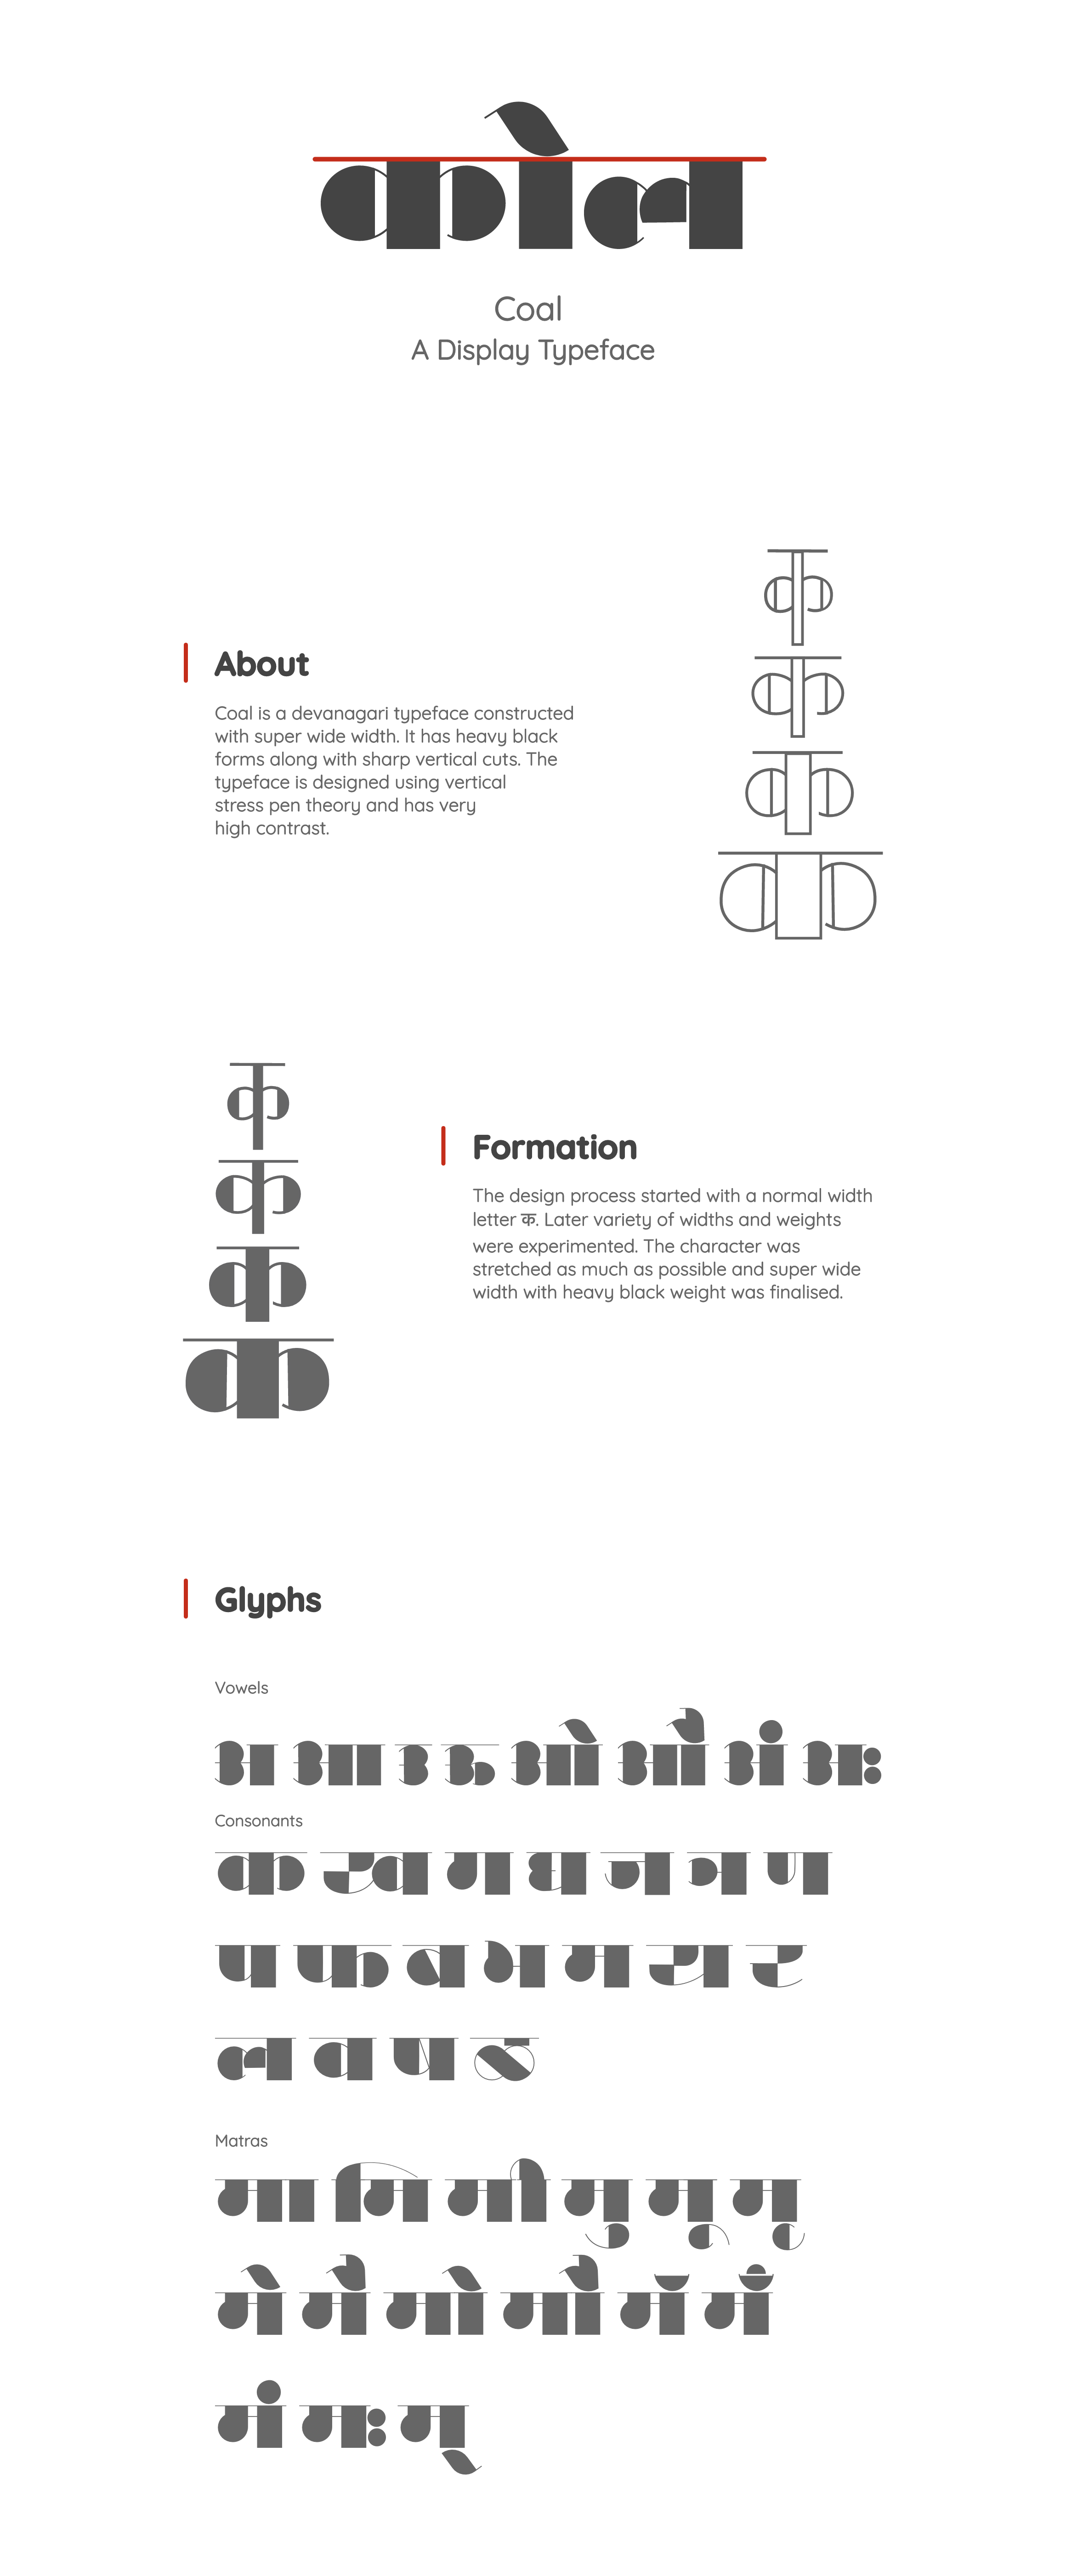 कोल
Coal
A Display Typeface
About
Coal is a devanagari typeface constructed
with super wide width. It has heavy black
forms along with sharp vertical cuts. The
typeface is designed using vertical
stress pen theory and has very
high contrast.
क
क
क
क
क
क
क
क
Formation
The design process started with a normal width
letter क. Later variety of widths and weights
were experimented. The character was
stretched as much as possible and super wide
width with heavy black weight was finalised.
Glyphs
Vowels
अ आ उ ऊ ओ औ अं अः
Consonants
क ख ग घ
प फ ब भ म य र
ल व ष
Matras
मा मि मी मु मू मृ
मे मै मो मौ मॅ मँ
मं मः म्